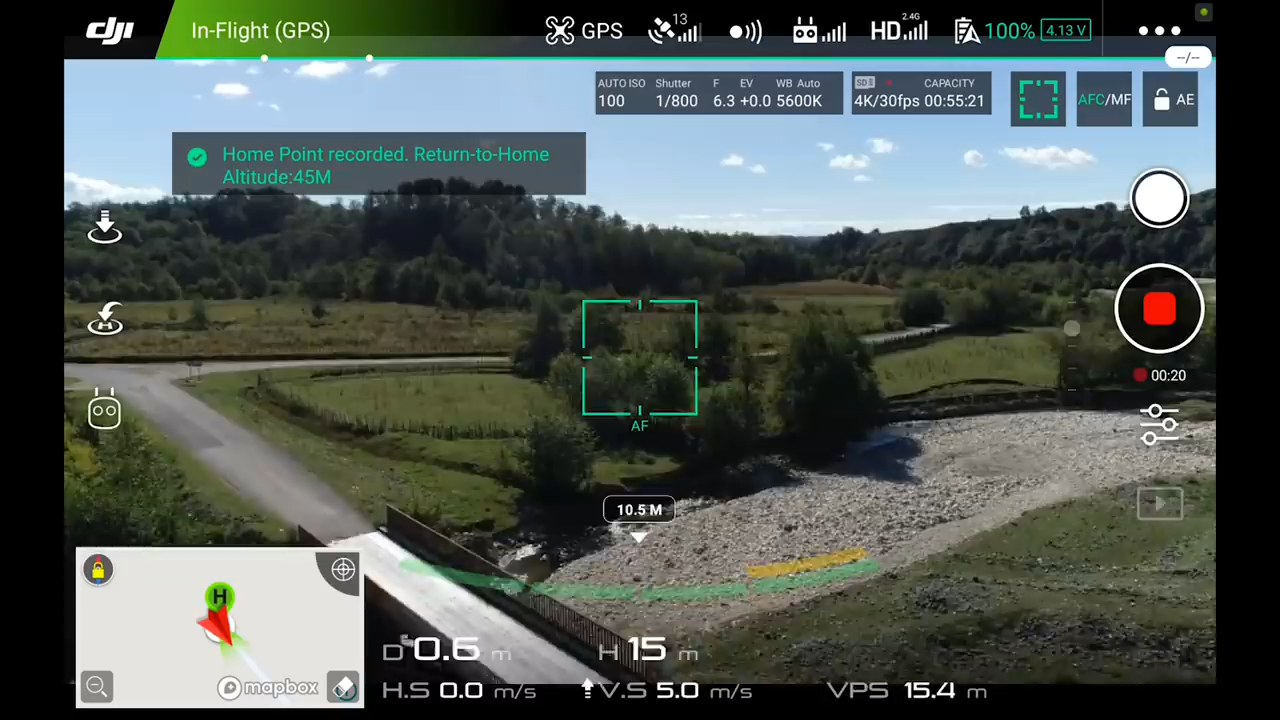 dji In-Flight (GPS) GPS 13 HD 2.4G 100% 4.13 V
--/--
AUTO ISO Shutter F EV WB Auto
100 1/800 6.3 +0.0 5600K
SD CAPACITY
4K/30fps 00:55:21
AFC/MF
AE
Home Point recorded. Return-to-Home
Altitude:45M
AF
00:20
10.5 M
H
mapbox
D 0.6 m H 15 m
H.S 0.0 m/s V.S 5.0 m/s VPS 15.4 m